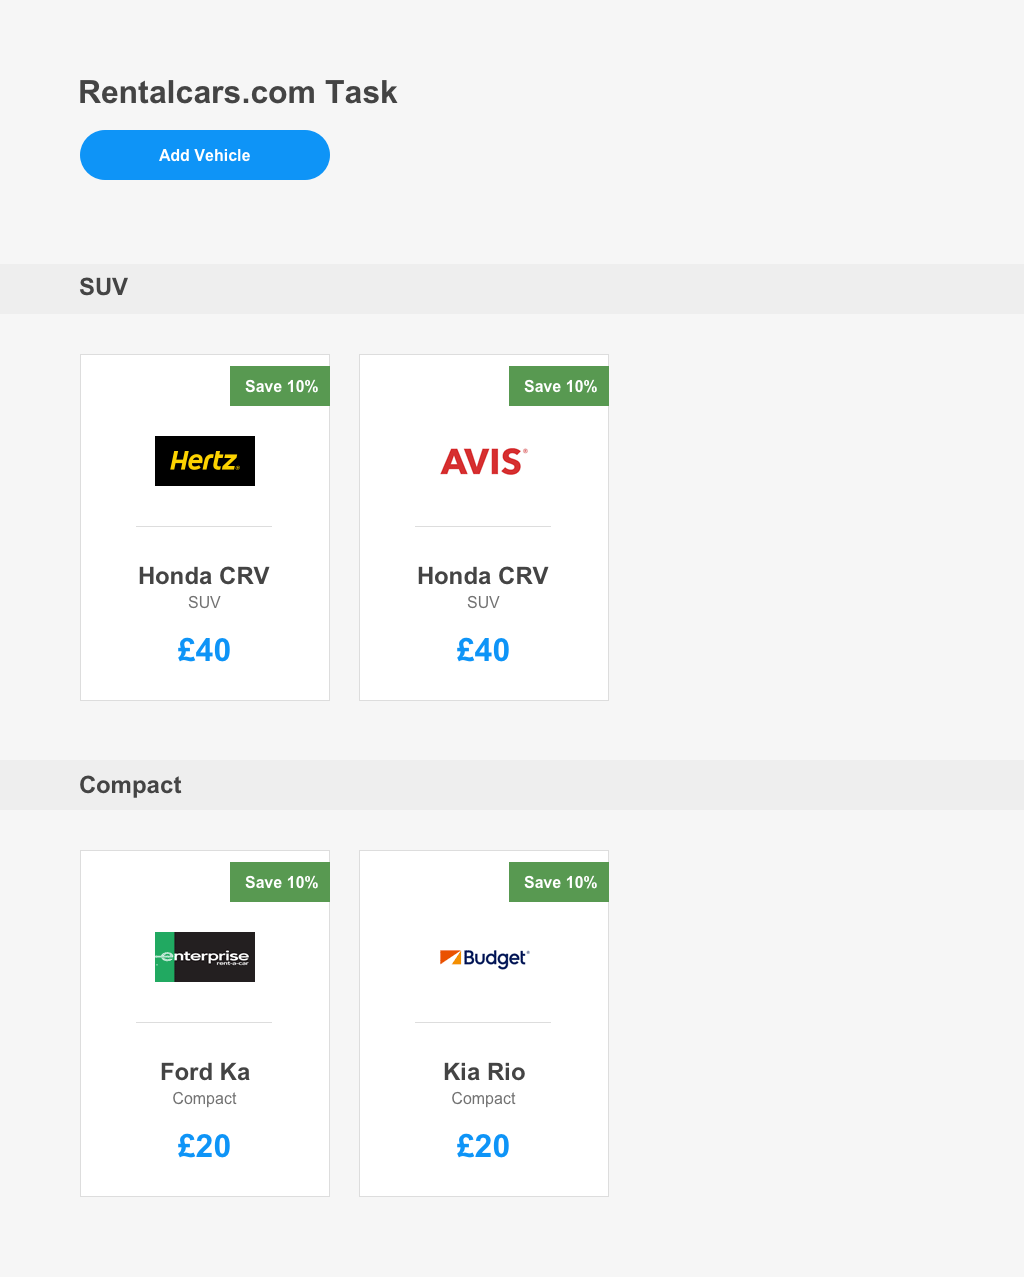 Rentalcars.com Task
Add Vehicle
SUV
Save 10%
Hertz®
Honda CRV
SUV
£40
Save 10%
AVIS®
Honda CRV
SUV
£40
Compact
Save 10%
enterprise
rent-a-car
Ford Ka
Compact
£20
Save 10%
Budget®
Kia Rio
Compact
£20